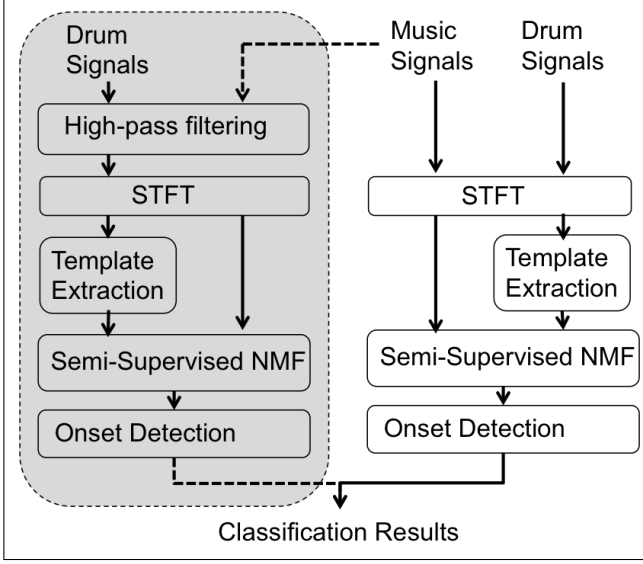 Drum
Signals
High-pass filtering
STFT
Template
Extraction
Semi-Supervised NMF
Onset Detection
Music
Signals
Drum
Signals
STFT
Template
Extraction
Semi-Supervised NMF
Onset Detection
Classification Results